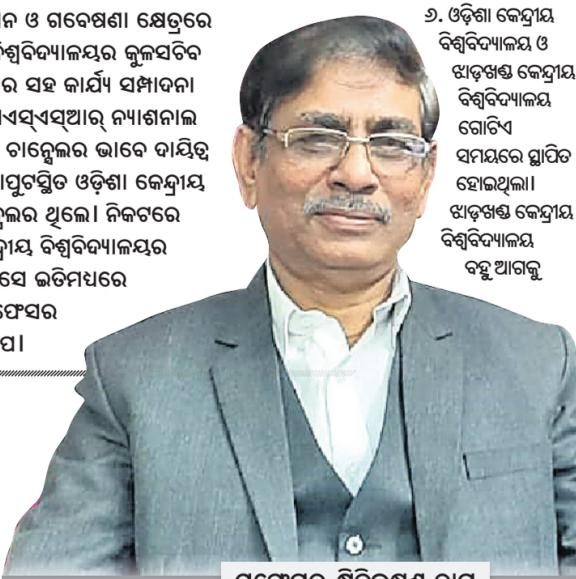 ନ ଓ ଗବେଷଣା କ୍ଷେତ୍ରରେ
ବିଶ୍ୱବିଦ୍ୟାଳୟର କୁଳସଚିବ
ର ସହ କାର୍ଯ୍ୟ ସମ୍ପାଦନା
ଏସ୍ଏସ୍ଆର୍ ନ୍ୟାଶନାଲ
ଚାନ୍ସେଲର ଭାବେ ଦାୟିତ୍ୱ
ାପୁଟସ୍ଥିତ ଓଡ଼ିଶା କେନ୍ଦ୍ରୀୟ
ଲର ଥିଲେ। ନିକଟରେ
ବିଶ୍ୱବିଦ୍ୟାଳୟର
ସେ ଇତିମଧ୍ୟରେ
ଫେସର
ପ।
୬. ଓଡ଼ିଶା କେନ୍ଦ୍ରୀୟ
ବିଶ୍ୱବିଦ୍ୟାଳୟ ଓ
ଝାଡ଼ଖଣ୍ଡ କେନ୍ଦ୍ରୀୟ
ବିଶ୍ୱବିଦ୍ୟାଳୟ
ଗୋଟିଏ
ସମୟରେ ସ୍ଥାପିତ
ହୋଇଥିଲା।
ଝାଡ଼ଖଣ୍ଡ କେନ୍ଦ୍ରୀୟ
ବିଶ୍ୱବିଦ୍ୟାଳୟ
ବହୁ ଆଗକୁ